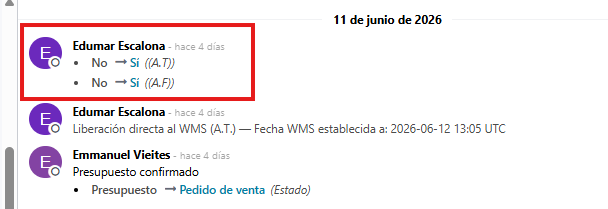 11 de junio de 2026
E
Edumar Escalona - hace 4 días
• No → Sí ((A.T))
• No → Sí ((A.F))
E
Edumar Escalona - hace 4 días
Liberación directa al WMS (A.T.) — Fecha WMS establecida a: 2026-06-12 13:05 UTC
E
Emmanuel Vieites - hace 4 días
Presupuesto confirmado
• Presupuesto → Pedido de venta (Estado)